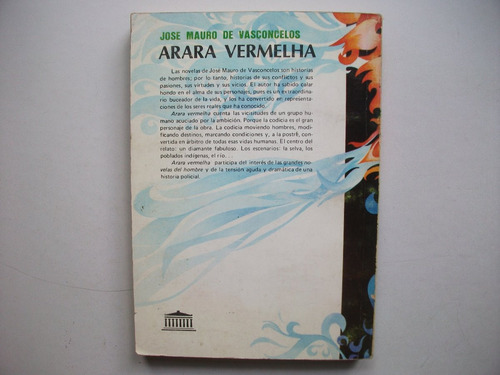 JOSE MAURO DE VASCONCELOS
ARARA VERMELHA
Las novelas de José Mauro de Vasconcelos son historias
de hombres, por lo tanto, historias de sus conflictos y sus
pasiones, sus virtudes y sus vicios. El autor ha sabido calar
hondo en el alma de sus personajes, pues es un extraordina-
rio buceador de la vida, y los ha convertido en representa-
ciones de los seres reales que ha conocido.
Arara vermelha cuenta las vicisitudes de un grupo hu-
mano acuciado por la ambición. Porque la codicia es el gran
personaje de la obra. La codicia moviendo hombres, modi-
ficando destinos, marcando condiciones y, a la postre, con-
vertida en árbitro de todas esas vidas humanas. El centro del
relato: un diamante fabuloso. Los escenarios: la selva, los
poblados indígenas, el río. . .
Arara vermelha participa del interés de las grandes no-
velas del hombre y de la tensión aguda y dramática de una
historia policial.